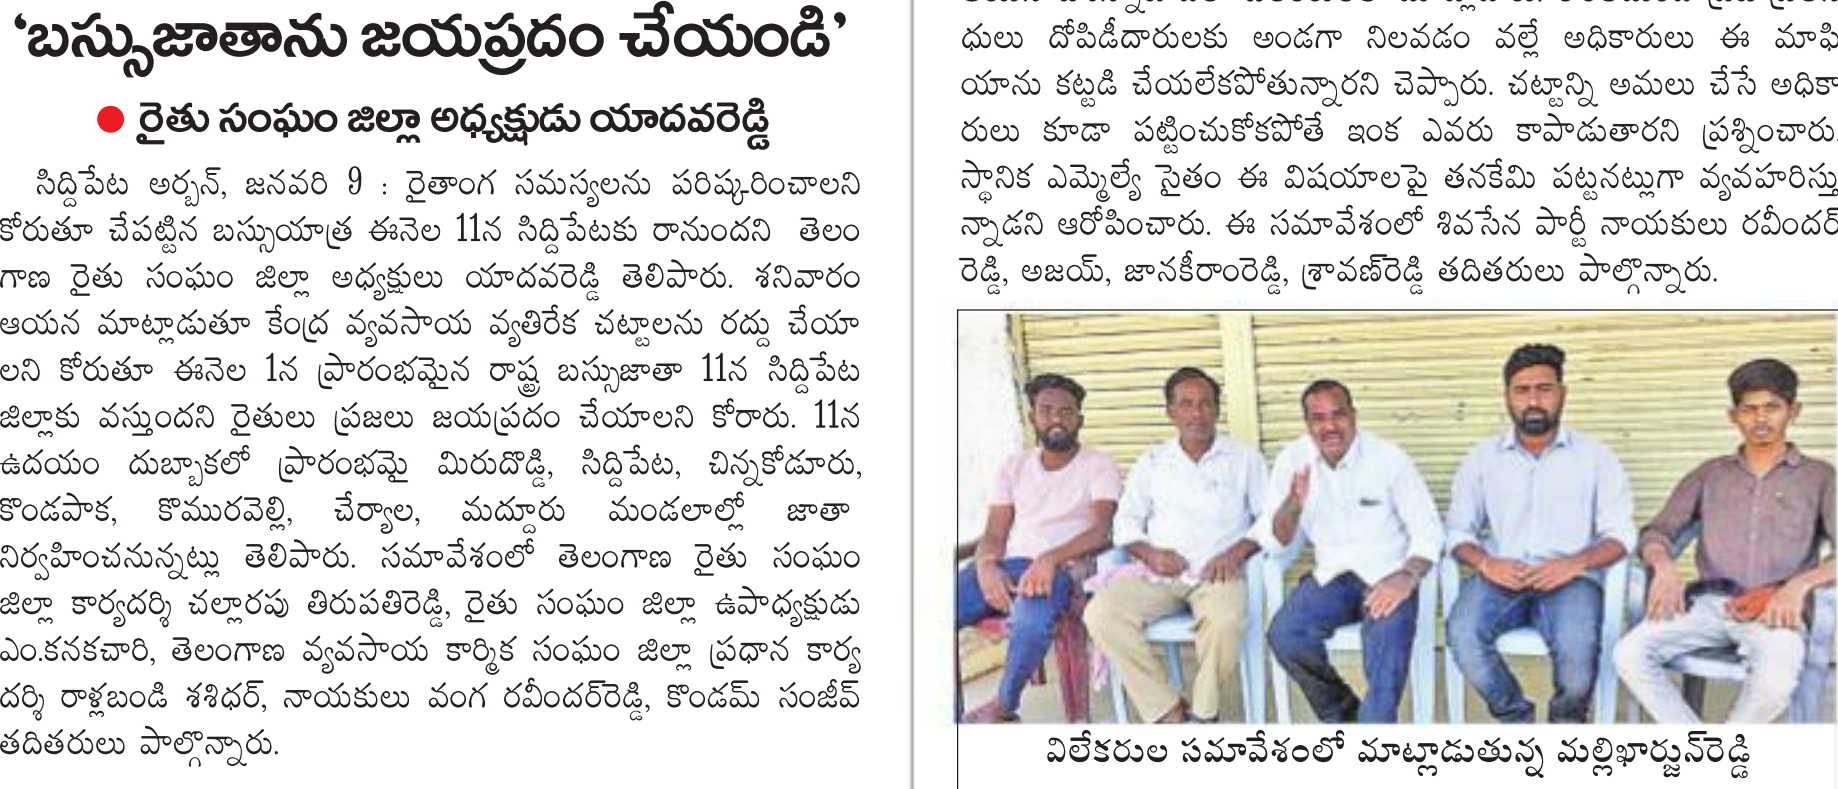 ‘బస్సుజాతాను జయప్రదం చేయండి’
రైతు సంఘం జిల్లా అధ్యక్షుడు యాదవరెడ్డి
సిద్దిపేట అర్బన్, జనవరి 9 : రైతాంగ సమస్యలను పరిష్కరించాలని
కోరుతూ చేపట్టిన బస్సుయాత్ర ఈనెల 11న సిద్దిపేటకు రానుందని తెలం
గాణ రైతు సంఘం జిల్లా అధ్యక్షులు యాదవరెడ్డి తెలిపారు. శనివారం
ఆయన మాట్లాడుతూ కేంద్ర వ్యవసాయ వ్యతిరేక చట్టాలను రద్దు చేయా
లని కోరుతూ ఈనెల 1న ప్రారంభమైన రాష్ట్ర బస్సుజాతా 11న సిద్దిపేట
జిల్లాకు వస్తుందని రైతులు ప్రజలు జయప్రదం చేయాలని కోరారు. 11న
ఉదయం దుబ్బాకలో ప్రారంభమై మిరుదొడ్డి, సిద్దిపేట, చిన్నకోడూరు,
కొండపాక, కొమురవెల్లి, చేర్యాల, మద్దూరు మండలాల్లో జాతా
నిర్వహించనున్నట్లు తెలిపారు. సమావేశంలో తెలంగాణ రైతు సంఘం
జిల్లా కార్యదర్శి చల్లారపు తిరుపతిరెడ్డి, రైతు సంఘం జిల్లా ఉపాధ్యక్షుడు
ఎం.కనకచారి, తెలంగాణ వ్యవసాయ కార్మిక సంఘం జిల్లా ప్రధాన కార్య
దర్శి రాళ్లబండి శశిధర్, నాయకులు వంగ రవీందర్‌రెడ్డి, కొండమ్ సంజీవ్
తదితరులు పాల్గొన్నారు.
ధులు దోపిడీదారులకు అండగా నిలవడం వల్లే అధికారులు ఈ మాఫి
యాను కట్టడి చేయలేకపోతున్నారని చెప్పారు. చట్టాన్ని అమలు చేసే అధికా
రులు కూడా పట్టించుకోకపోతే ఇంక ఎవరు కాపాడుతారని ప్రశ్నించారు.
స్థానిక ఎమ్మెల్యే సైతం ఈ విషయాలపై తనకేమి పట్టనట్లుగా వ్యవహరిస్తు
న్నాడని ఆరోపించారు. ఈ సమావేశంలో శివసేన పార్టీ నాయకులు రవీందర్
రెడ్డి, అజయ్, జానకీరాంరెడ్డి, శ్రావణ్‌రెడ్డి తదితరులు పాల్గొన్నారు.
విలేకరుల సమావేశంలో మాట్లాడుతున్న మల్లిఖార్జున్‌రెడ్డి